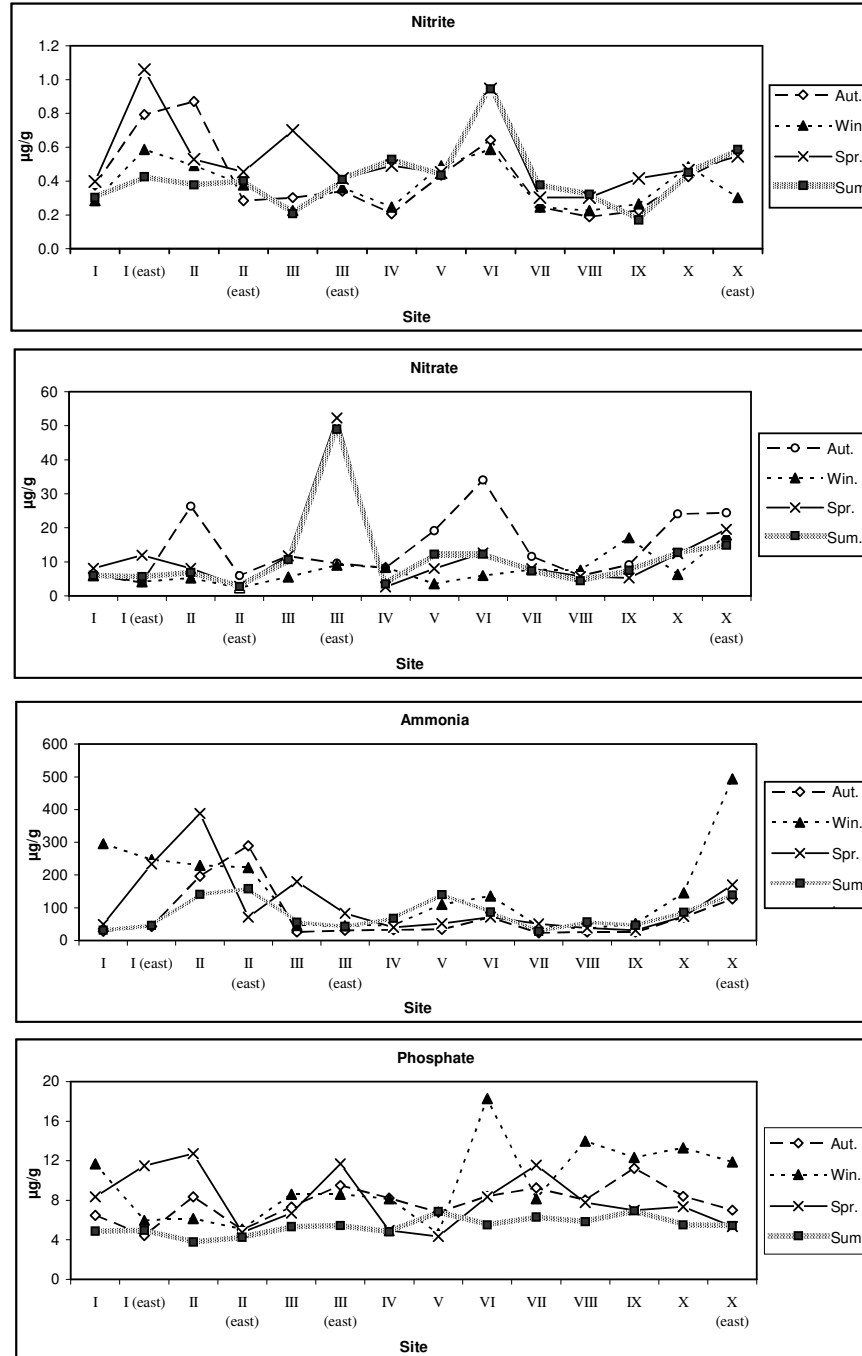 Nitrite
1.2
1.0
0.8
0.6
0.4
0.2
0.0
µg/g
I I (east) II II (east) III III (east) IV V VI VII VIII IX X X (east)
Site
Aut.
Win.
Spr.
Sum.
Nitrate
60
50
40
30
20
10
0
µg/g
I I (east) II II (east) III III (east) IV V VI VII VIII IX X X (east)
Site
Aut.
Win.
Spr.
Sum.
Ammonia
600
500
400
300
200
100
0
µg/g
I I (east) II II (east) III III (east) IV V VI VII VIII IX X X (east)
Site
Aut.
Win.
Spr.
Sum.
Phosphate
20
16
12
8
4
0
µg/g
I I (east) II II (east) III III (east) IV V VI VII VIII IX X X (east)
Site
Aut.
Win.
Spr.
Sum.